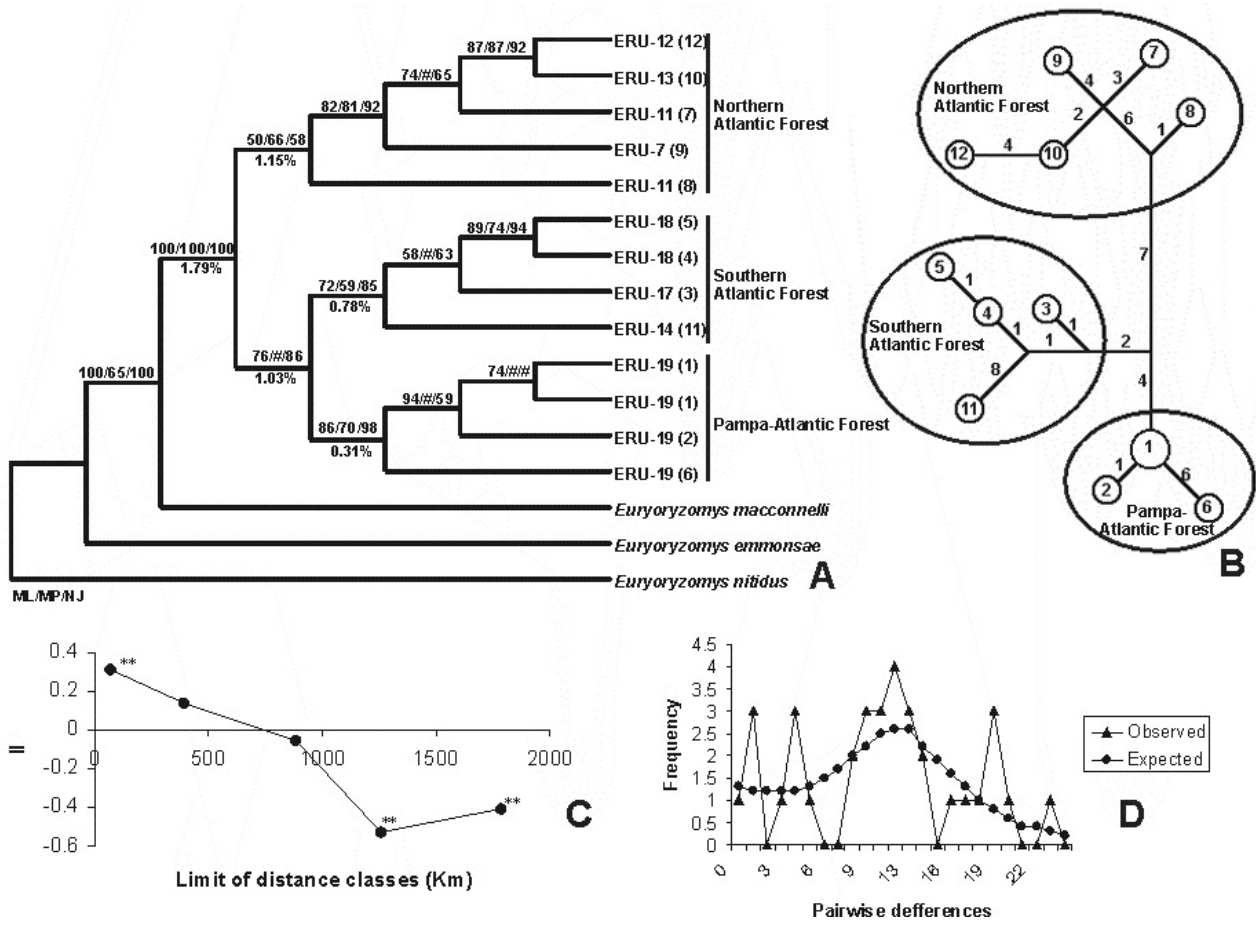 87/87/92
ERU-12 (12)
74/#/65
ERU-13 (10)
82/81/92
ERU-11 (7)
Northern
Atlantic Forest
50/66/58
1.15%
ERU-7 (9)
ERU-11 (8)
89/74/94
ERU-18 (5)
100/100/100
1.79%
58/#/63
ERU-18 (4)
72/59/85
0.78%
ERU-17 (3)
Southern
Atlantic Forest
ERU-14 (11)
76/#/86
1.03%
74/#/#
ERU-19 (1)
100/65/100
94/#/59
ERU-19 (1)
86/70/98
0.31%
ERU-19 (2)
Pampa-Atlantic Forest
ERU-19 (6)
Euryoryzomys macconnelli
Euryoryzomys emmonsae
Euryoryzomys nitidus
A
ML/MP/NJ
Northern
Atlantic Forest
9
7
4
3
8
2
6
1
12
4
10
7
5
1
4
3
Southern
Atlantic Forest
1
1
1
2
8
11
4
1
1
6
2
6
Pampa-
Atlantic Forest
B
0.4
0.2
0
-0.2
-0.4
-0.6
II
0
500
1000
1500
2000
**
**
**
C
Limit of distance classes (Km)
4.5
4
3.5
3
2.5
2
1.5
1
0.5
0
Frequency
0
3
6
9
13
16
19
22
Pairwise defferences
Observed
Expected
D